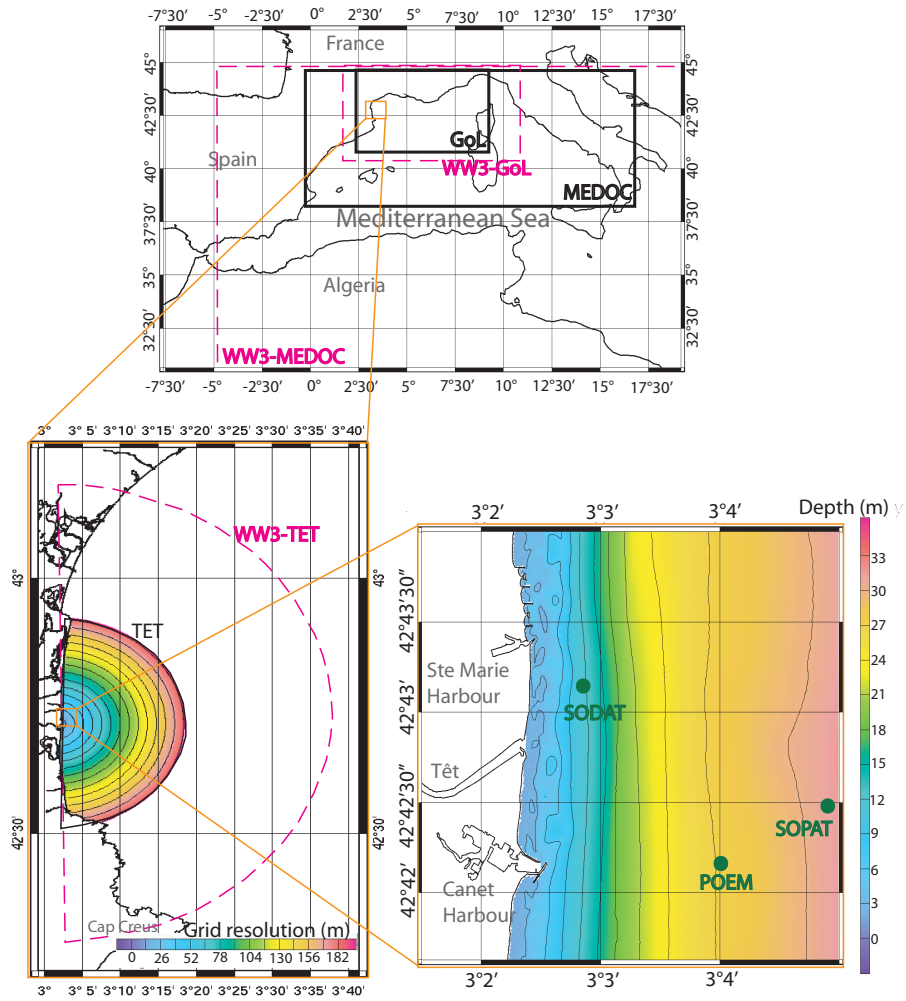 -7°30' -5° -2°30' 0° 2°30' 5° 7°30' 10° 12°30' 15° 17°30'
France
45°
45°
42°30'
42°30'
GoL
Spain
WW3-GoL
40°
40°
MEDOC
Mediterranean Sea
37°30'
37°30'
Algeria
35°
35°
32°30'
32°30'
WW3-MEDOC
-7°30' -5° -2°30' 0° 2°30' 5° 7°30' 10° 12°30' 15° 17°30'
3° 3° 5' 3°10' 3°15' 3°20' 3°25' 3°30' 3°35' 3°40'
WW3-TET
43°
43°
TET
42°30'
42°30'
Cap Creus
Grid resolution (m)
0 26 52 78 104 130 156 182
3° 5' 3°10' 3°15' 3°20' 3°25' 3°30' 3°35' 3°40'
3°2' 3°3' 3°4'
Depth (m)
42°43'30"
Ste Marie
Harbour
42°43'
SODAT
Têt
42°42'30"
SOPAT
POEM
42°42'
Canet
Harbour
3°2' 3°3' 3°4'
33
30
27
24
21
18
15
12
9
6
3
0